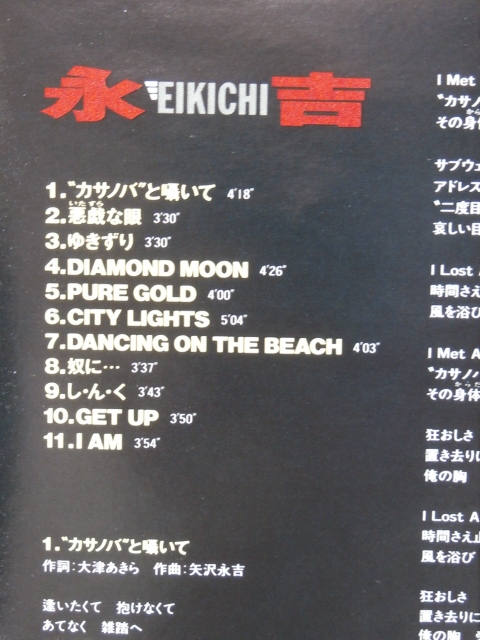 永 EIKICHI 吉
1.“カサノバ”と囁いて 4'18"
2.悪戯な眼 3'30"
いたずら
3.ゆきずり 3'30"
4.DIAMOND MOON 4'26"
5.PURE GOLD 4'00"
6.CITY LIGHTS 5'04"
7.DANCING ON THE BEACH 4'03"
8.奴に… 3'37"
9.し・ん・く 3'43"
10.GET UP 3'50"
11.I AM 3'54"
1.“カサノバ”と囁いて
作詞:大津あきら 作曲:矢沢永吉
逢いたくて 抱けなくて
あてなく 雑踏へ
I Met
“カサノ
から
その身体
サブウェ
アドレス
“二度目
哀しい目
I Lost A
時間さえ
風を浴び
I Met A
“カサノバ
からだ
その身体
狂おしさ
置き去りに
俺の胸
I Lost A
時間さえ止
風を浴び
狂おしさ
置き去りに
俺の胸